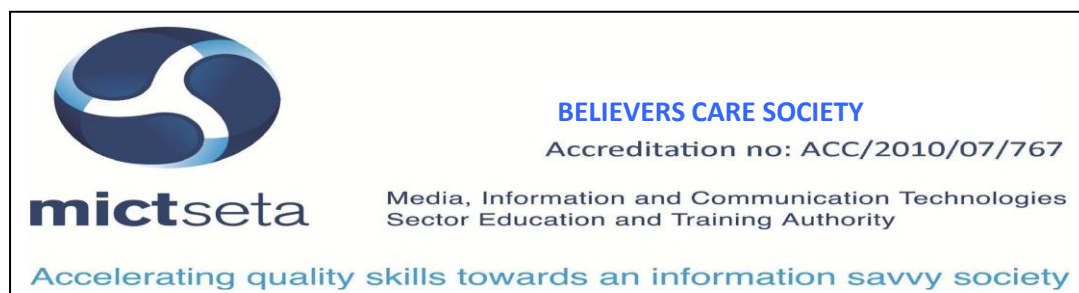 BELIEVERS CARE SOCIETY
Accreditation no: ACC/2010/07/767
mictseta
Media, Information and Communication Technologies
Sector Education and Training Authority
Accelerating quality skills towards an information savvy society